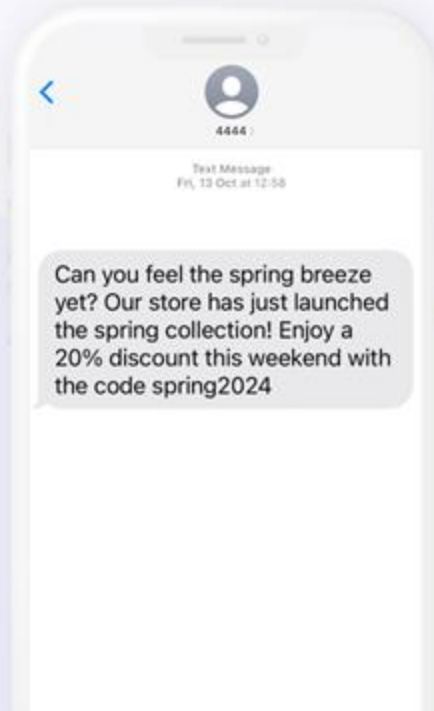 4444
Text Message
Fri, 13 Oct at 12:58
Can you feel the spring breeze
yet? Our store has just launched
the spring collection! Enjoy a
20% discount this weekend with
the code spring2024